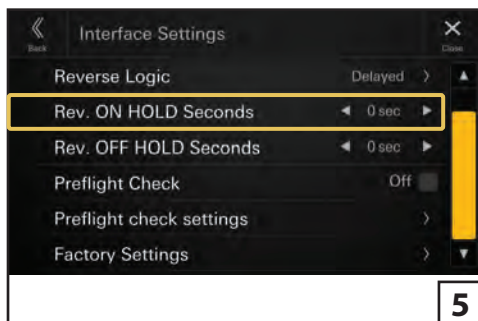 Back Interface Settings Close
Reverse Logic Delayed
Rev. ON HOLD Seconds 0 sec
Rev. OFF HOLD Seconds 0 sec
Preflight Check Off
Preflight check settings
Factory Settings
5